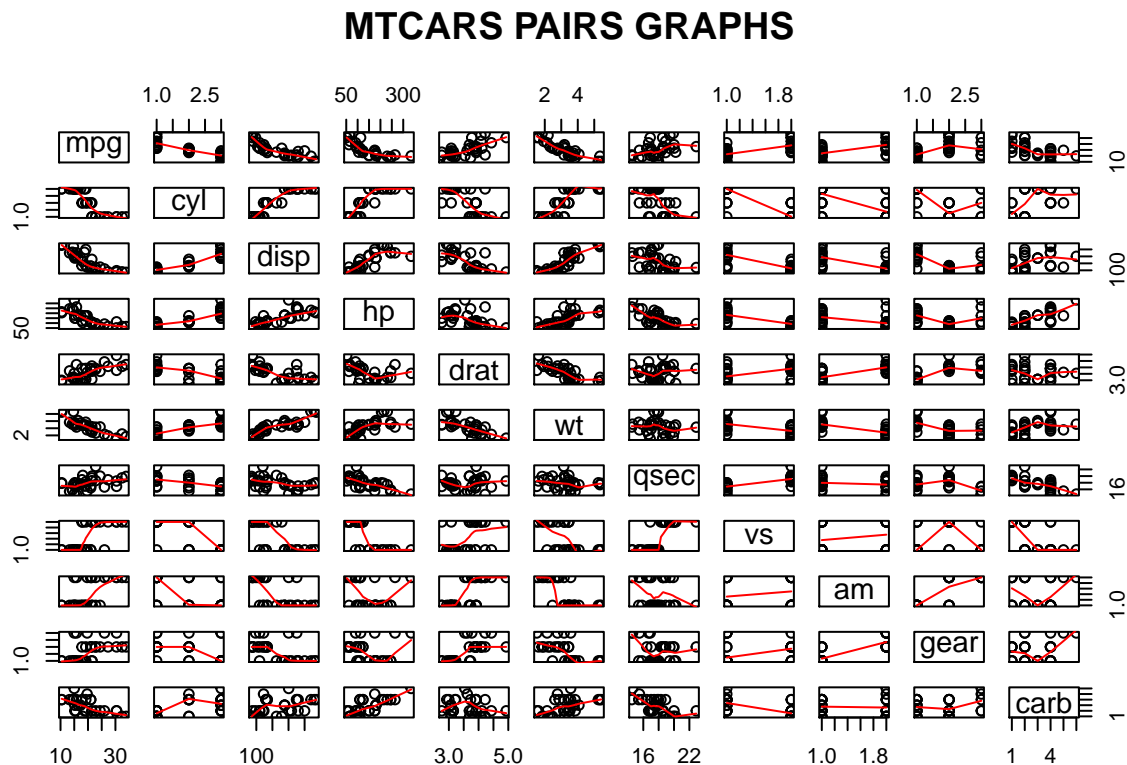 MTCARS PAIRS GRAPHS
1.0 2.5 50 300 2 4 1.0 1.8 1.0 2.5
mpg 10
1.0 cyl
disp 100
50 hp
drat 3.0
2 wt
qsec 16
1.0 vs
am 1.0
1.0 gear
carb 1
10 30 100 3.0 5.0 16 22 1.0 1.8 1 4